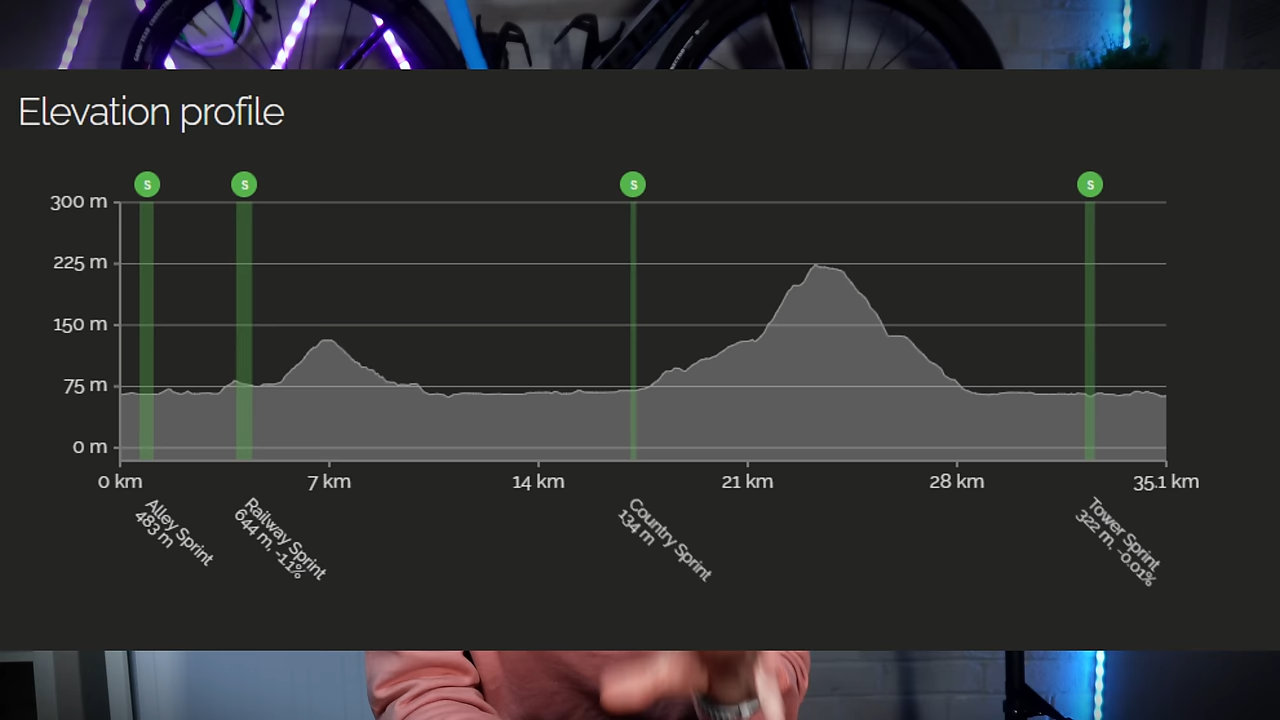 Elevation profile
S S S S
300 m
225 m
150 m
75 m
0 m
0 km 7 km 14 km 21 km 28 km 35.1 km
Alley Sprint
483 m
Railway Sprint
644 m, -1.1%
Country Sprint
134 m
Tower Sprint
322 m, -0.01%